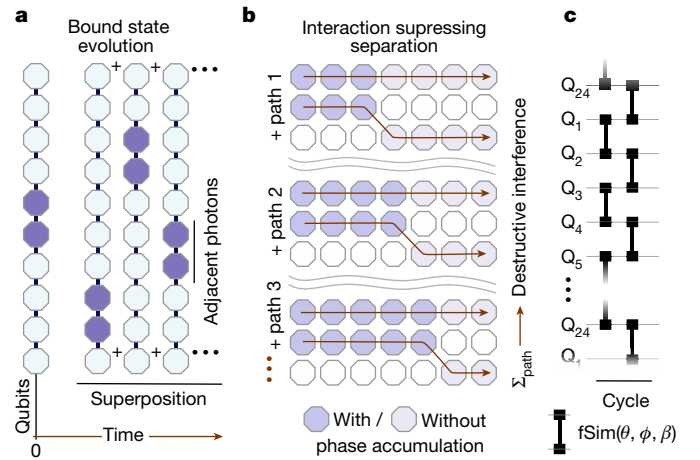 a
Bound state
evolution
+ + •••
Adjacent photons
+ + •••
Qubits
Superposition
0
Time
b
Interaction supressing
separation
+ path 1
+ path 2
+ path 3
•••
Destructive interference
Σpath
With / Without
phase accumulation
c
Q24
Q1
Q2
Q3
Q4
Q5
•••
Q24
Q1
Cycle
fSim(θ, ϕ, β)